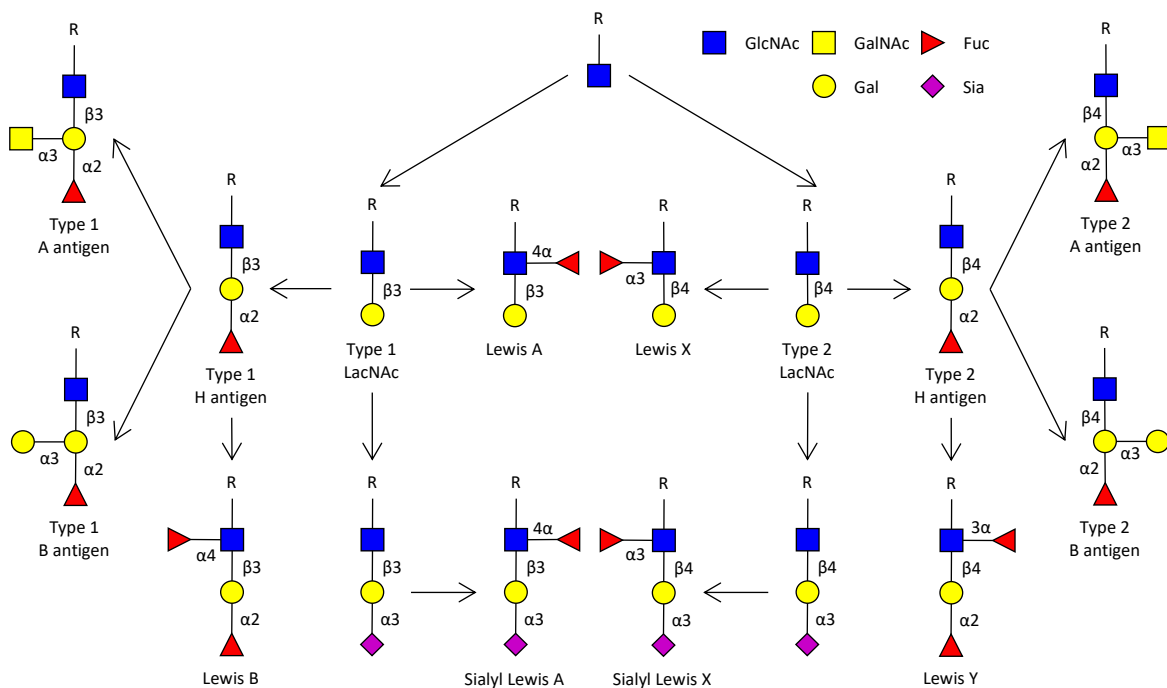 R
GlcNAc
GalNAc
Fuc
Gal
Sia
R
β3
α3
α2
Type 1
A antigen
R
β4
α3
α2
Type 2
A antigen
R
β3
α2
Type 1
H antigen
R
β3
Type 1
LacNAc
R
4α
β3
Lewis A
R
α3
β4
Lewis X
R
β4
Type 2
LacNAc
R
β4
α2
Type 2
H antigen
R
β3
α3
α2
Type 1
B antigen
R
β4
α3
α2
Type 2
B antigen
R
α4
β3
α2
Lewis B
R
β3
α3
R
4α
β3
α3
Sialyl Lewis A
R
α3
β4
α3
Sialyl Lewis X
R
β4
α3
R
3α
β4
α2
Lewis Y